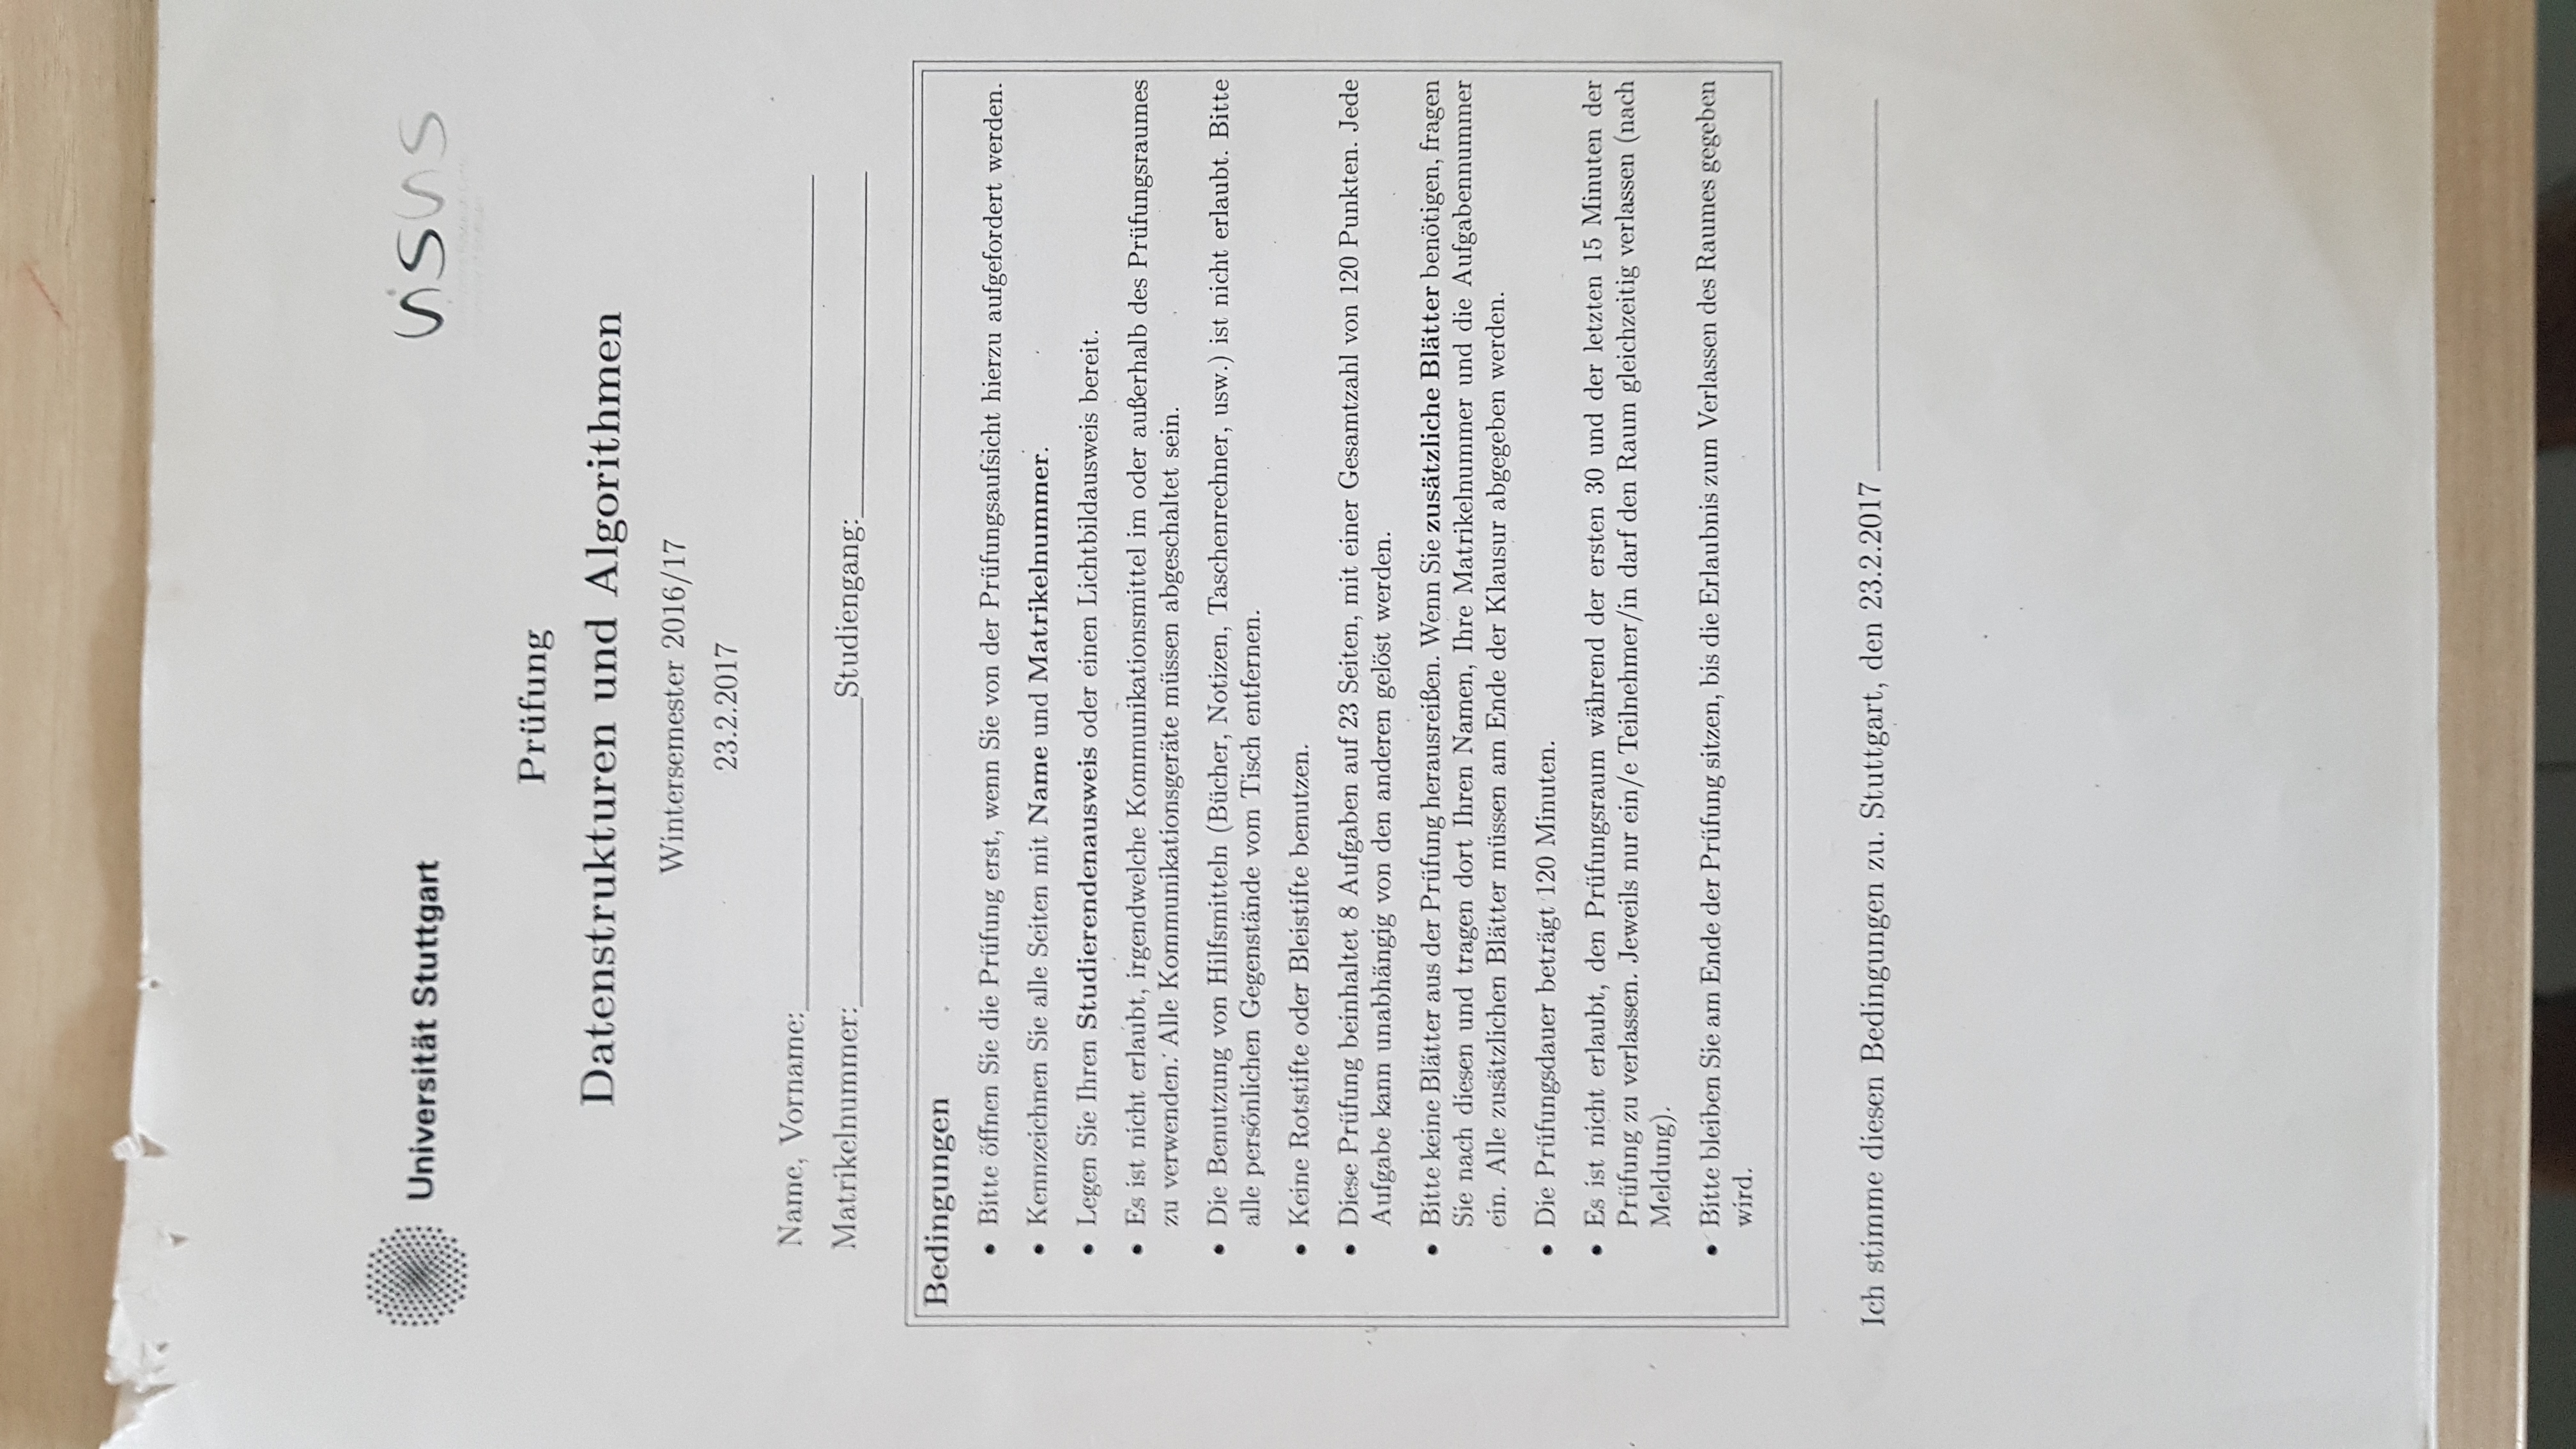 Universität Stuttgart
visus
Prüfung
Datenstrukturen und Algorithmen
Wintersemester 2016/17
23.2.2017
Name, Vorname:
Matrikelnummer: Studiengang:
Bedingungen
• Bitte öffnen Sie die Prüfung erst, wenn Sie von der Prüfungsaufsicht hierzu aufgefordert werden.
• Kennzeichnen Sie alle Seiten mit Name und Matrikelnummer.
• Legen Sie Ihren Studierendenausweis oder einen Lichtbildausweis bereit.
• Es ist nicht erlaubt, irgendwelche Kommunikationsmittel im oder außerhalb des Prüfungsraumes
zu verwenden. Alle Kommunikationsgeräte müssen abgeschaltet sein.
• Die Benutzung von Hilfsmitteln (Bücher, Notizen, Taschenrechner, usw.) ist nicht erlaubt. Bitte
alle persönlichen Gegenstände vom Tisch entfernen.
• Keine Rotstifte oder Bleistifte benutzen.
• Diese Prüfung beinhaltet 8 Aufgaben auf 23 Seiten, mit einer Gesamtzahl von 120 Punkten. Jede
Aufgabe kann unabhängig von den anderen gelöst werden.
• Bitte keine Blätter aus der Prüfung herausreißen. Wenn Sie zusätzliche Blätter benötigen, fragen
Sie nach diesen und tragen dort Ihren Namen, Ihre Matrikelnummer und die Aufgabennummer
ein. Alle zusätzlichen Blätter müssen am Ende der Klausur abgegeben werden.
• Die Prüfungsdauer beträgt 120 Minuten.
• Es ist nicht erlaubt, den Prüfungsraum während der ersten 30 und der letzten 15 Minuten der
Prüfung zu verlassen. Jeweils nur ein/e Teilnehmer/in darf den Raum gleichzeitig verlassen (nach
Meldung).
• Bitte bleiben Sie am Ende der Prüfung sitzen, bis die Erlaubnis zum Verlassen des Raumes gegeben
wird.
Ich stimme diesen Bedingungen zu. Stuttgart, den 23.2.2017